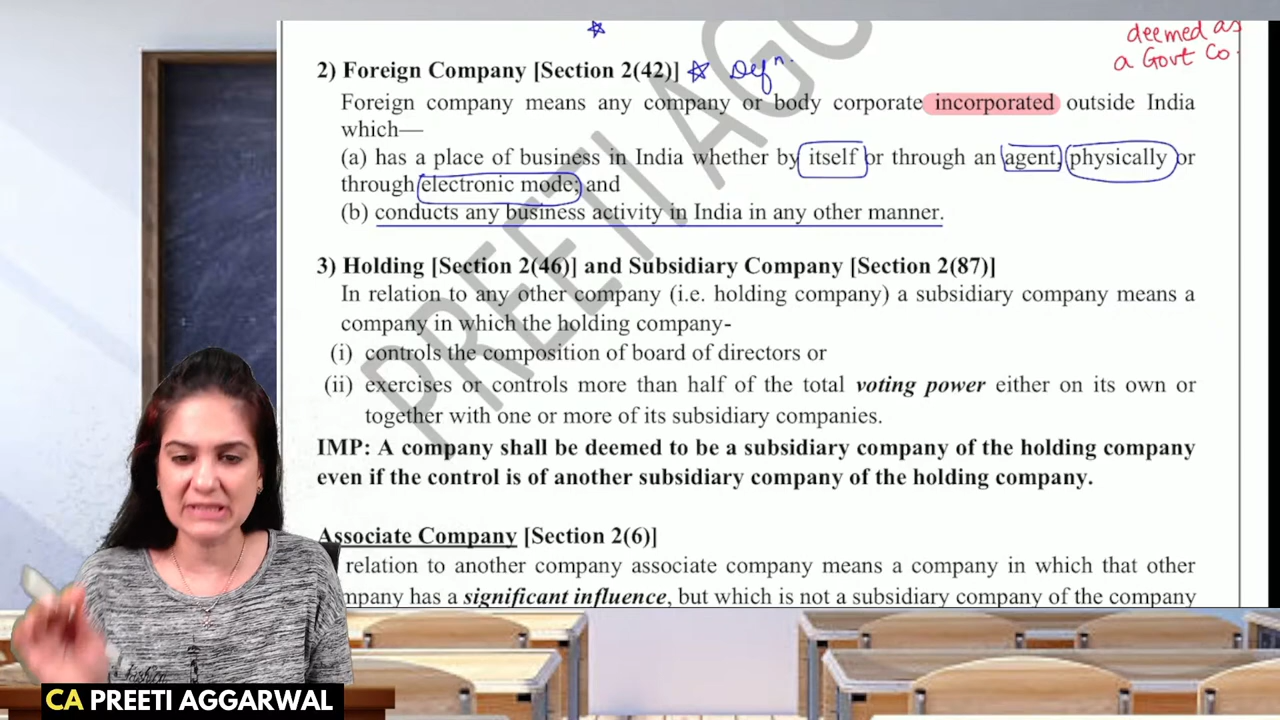 deemed as
a Govt Co.
2) Foreign Company [Section 2(42)] Defn.
Foreign company means any company or body corporate incorporated outside India
which—
(a) has a place of business in India whether by itself or through an agent, physically or
through electronic mode; and
(b) conducts any business activity in India in any other manner.
3) Holding [Section 2(46)] and Subsidiary Company [Section 2(87)]
In relation to any other company (i.e. holding company) a subsidiary company means a
company in which the holding company-
(i) controls the composition of board of directors or
(ii) exercises or controls more than half of the total voting power either on its own or
together with one or more of its subsidiary companies.
IMP: A company shall be deemed to be a subsidiary company of the holding company
even if the control is of another subsidiary company of the holding company.
Associate Company [Section 2(6)]
relation to another company associate company means a company in which that other
mpany has a significant influence, but which is not a subsidiary company of the company
PREETI AGG
CA PREETI AGGARWAL